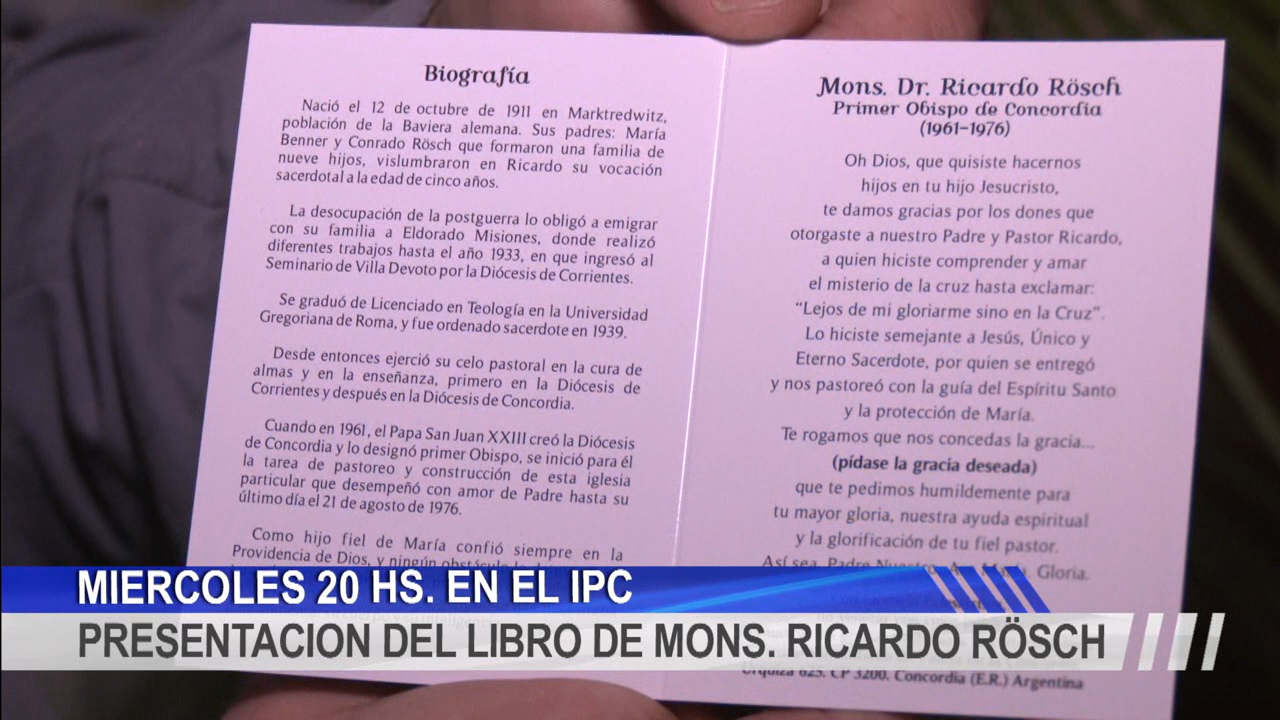 Biografía
Nació el 12 de octubre de 1911 en Marktredwitz,
población de la Baviera alemana. Sus padres: María
Benner y Conrado Rösch que formaron una familia de
nueve hijos, vislumbraron en Ricardo su vocación
sacerdotal a la edad de cinco años.
La desocupación de la postguerra lo obligó a emigrar
con su familia a Eldorado Misiones, donde realizó
diferentes trabajos hasta el año 1933, en que ingresó al
Seminario de Villa Devoto por la Diócesis de Corrientes.
Se graduó de Licenciado en Teología en la Universidad
Gregoriana de Roma, y fue ordenado sacerdote en 1939.
Desde entonces ejerció su celo pastoral en la cura de
almas y en la enseñanza, primero en la Diócesis de
Corrientes y después en la Diócesis de Concordia.
Cuando en 1961, el Papa San Juan XXIII creó la Diócesis
de Concordia y lo designó primer Obispo, se inició para él
la tarea de pastoreo y construcción de esta iglesia
particular que desempeñó con amor de Padre hasta su
último día el 21 de agosto de 1976.
Como hijo fiel de María confió siempre en la
Providencia de Dios, y ningún
Mons. Dr. Ricardo Rösch
Primer Obispo de Concordia
(1961-1976)
Oh Dios, que quisiste hacernos
hijos en tu hijo Jesucristo,
te damos gracias por los dones que
otorgaste a nuestro Padre y Pastor Ricardo,
a quien hiciste comprender y amar
el misterio de la cruz hasta exclamar:
“Lejos de mi gloriarme sino en la Cruz”.
Lo hiciste semejante a Jesús, Único y
Eterno Sacerdote, por quien se entregó
y nos pastoreó con la guía del Espíritu Santo
y la protección de María.
Te rogamos que nos concedas la gracia...
(pídase la gracia deseada)
que te pedimos humildemente para
tu mayor gloria, nuestra ayuda espiritual
y la glorificación de tu fiel pastor.
Así sea. Padre Nuestro, Gloria.
Urquiza 625. CP 3200. Concordia (E.R.) Argentina
MIERCOLES 20 HS. EN EL IPC
PRESENTACION DEL LIBRO DE MONS. RICARDO RÖSCH